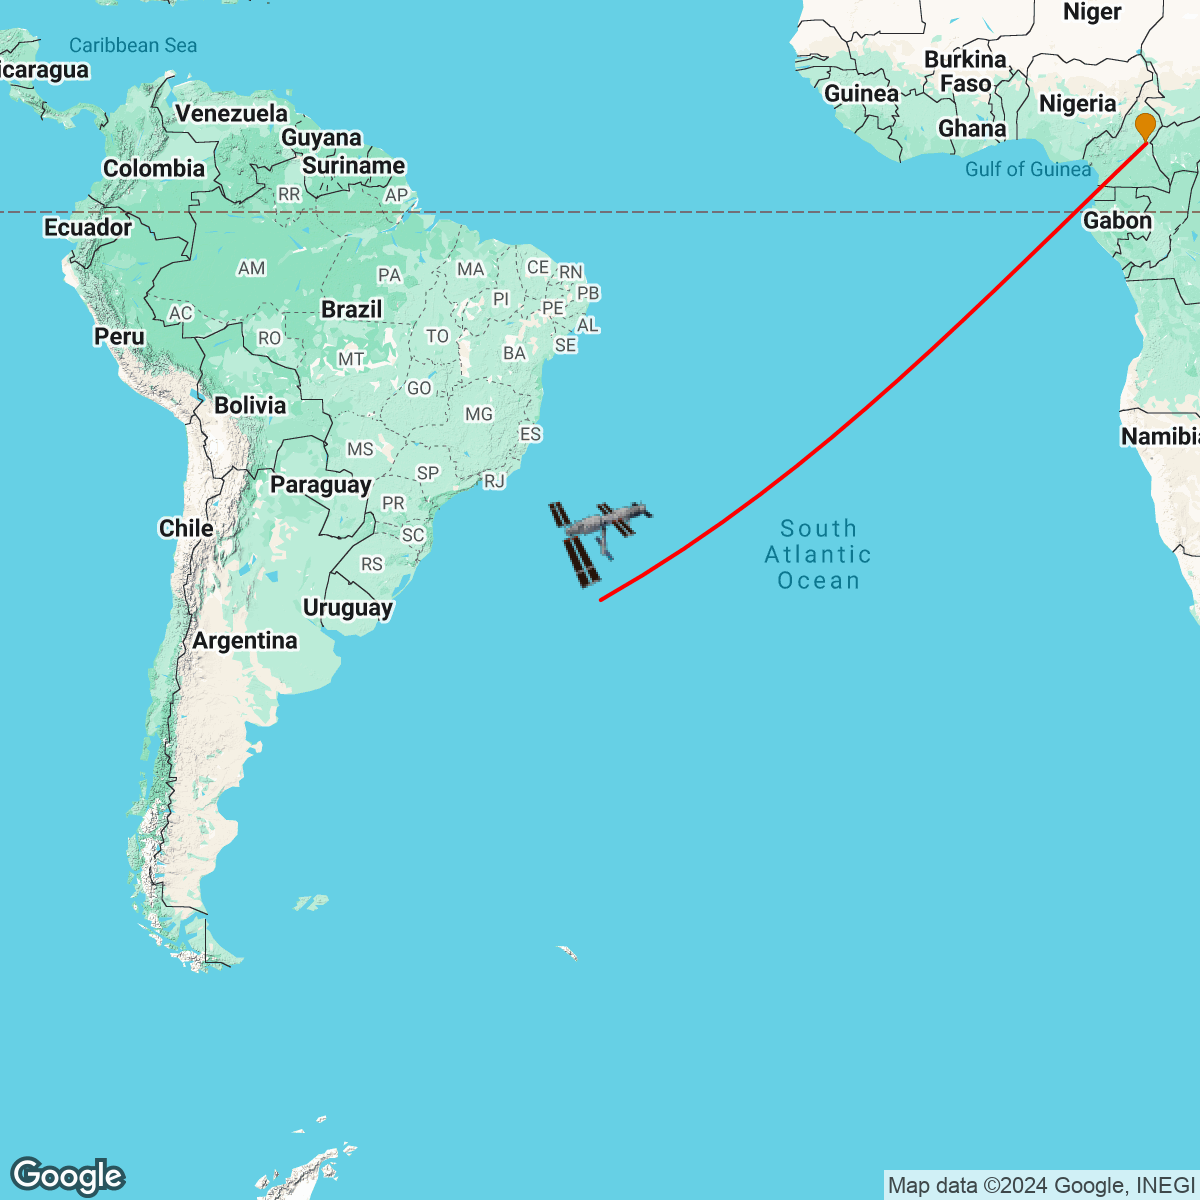 Niger
Caribbean Sea
icaragua
Burkina
Faso
Guinea
Nigeria
Venezuela
Guyana
Ghana
Colombia
Suriname
Gulf of Guinea
RR
AP
Ecuador
Gabon
AM
PA
MA
CE
RN
PB
PI
PE
AC
Brazil
AL
Peru
RO
TO
SE
MT
BA
GO
Bolivia
MG
ES
Namibia
MS
SP
RJ
Paraguay
PR
Chile
SC
South
Atlantic
Ocean
RS
Uruguay
Argentina
Google
Map data ©2024 Google, INEGI